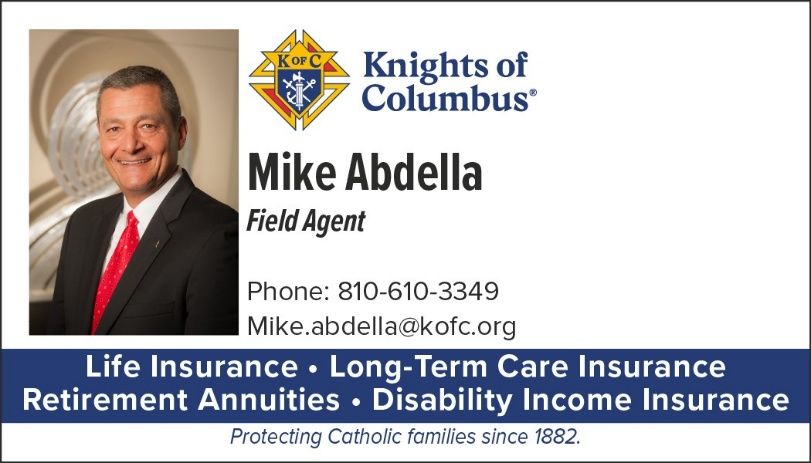 K OF C
Knights of
Columbus®
Mike Abdella
Field Agent
Phone: 810-610-3349
Mike.abdella@kofc.org
Life Insurance • Long-Term Care Insurance
Retirement Annuities • Disability Income Insurance
Protecting Catholic families since 1882.